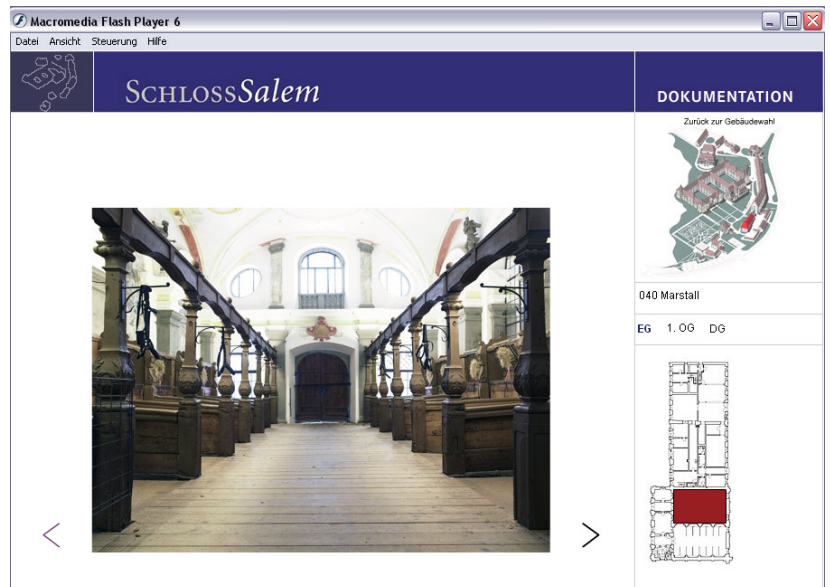 Macromedia Flash Player 6
Datei Ansicht Steuerung Hilfe
SCHLOSSSalem
DOKUMENTATION
Zurück zur Gebäudewahl
040 Marstall
EG 1. OG DG